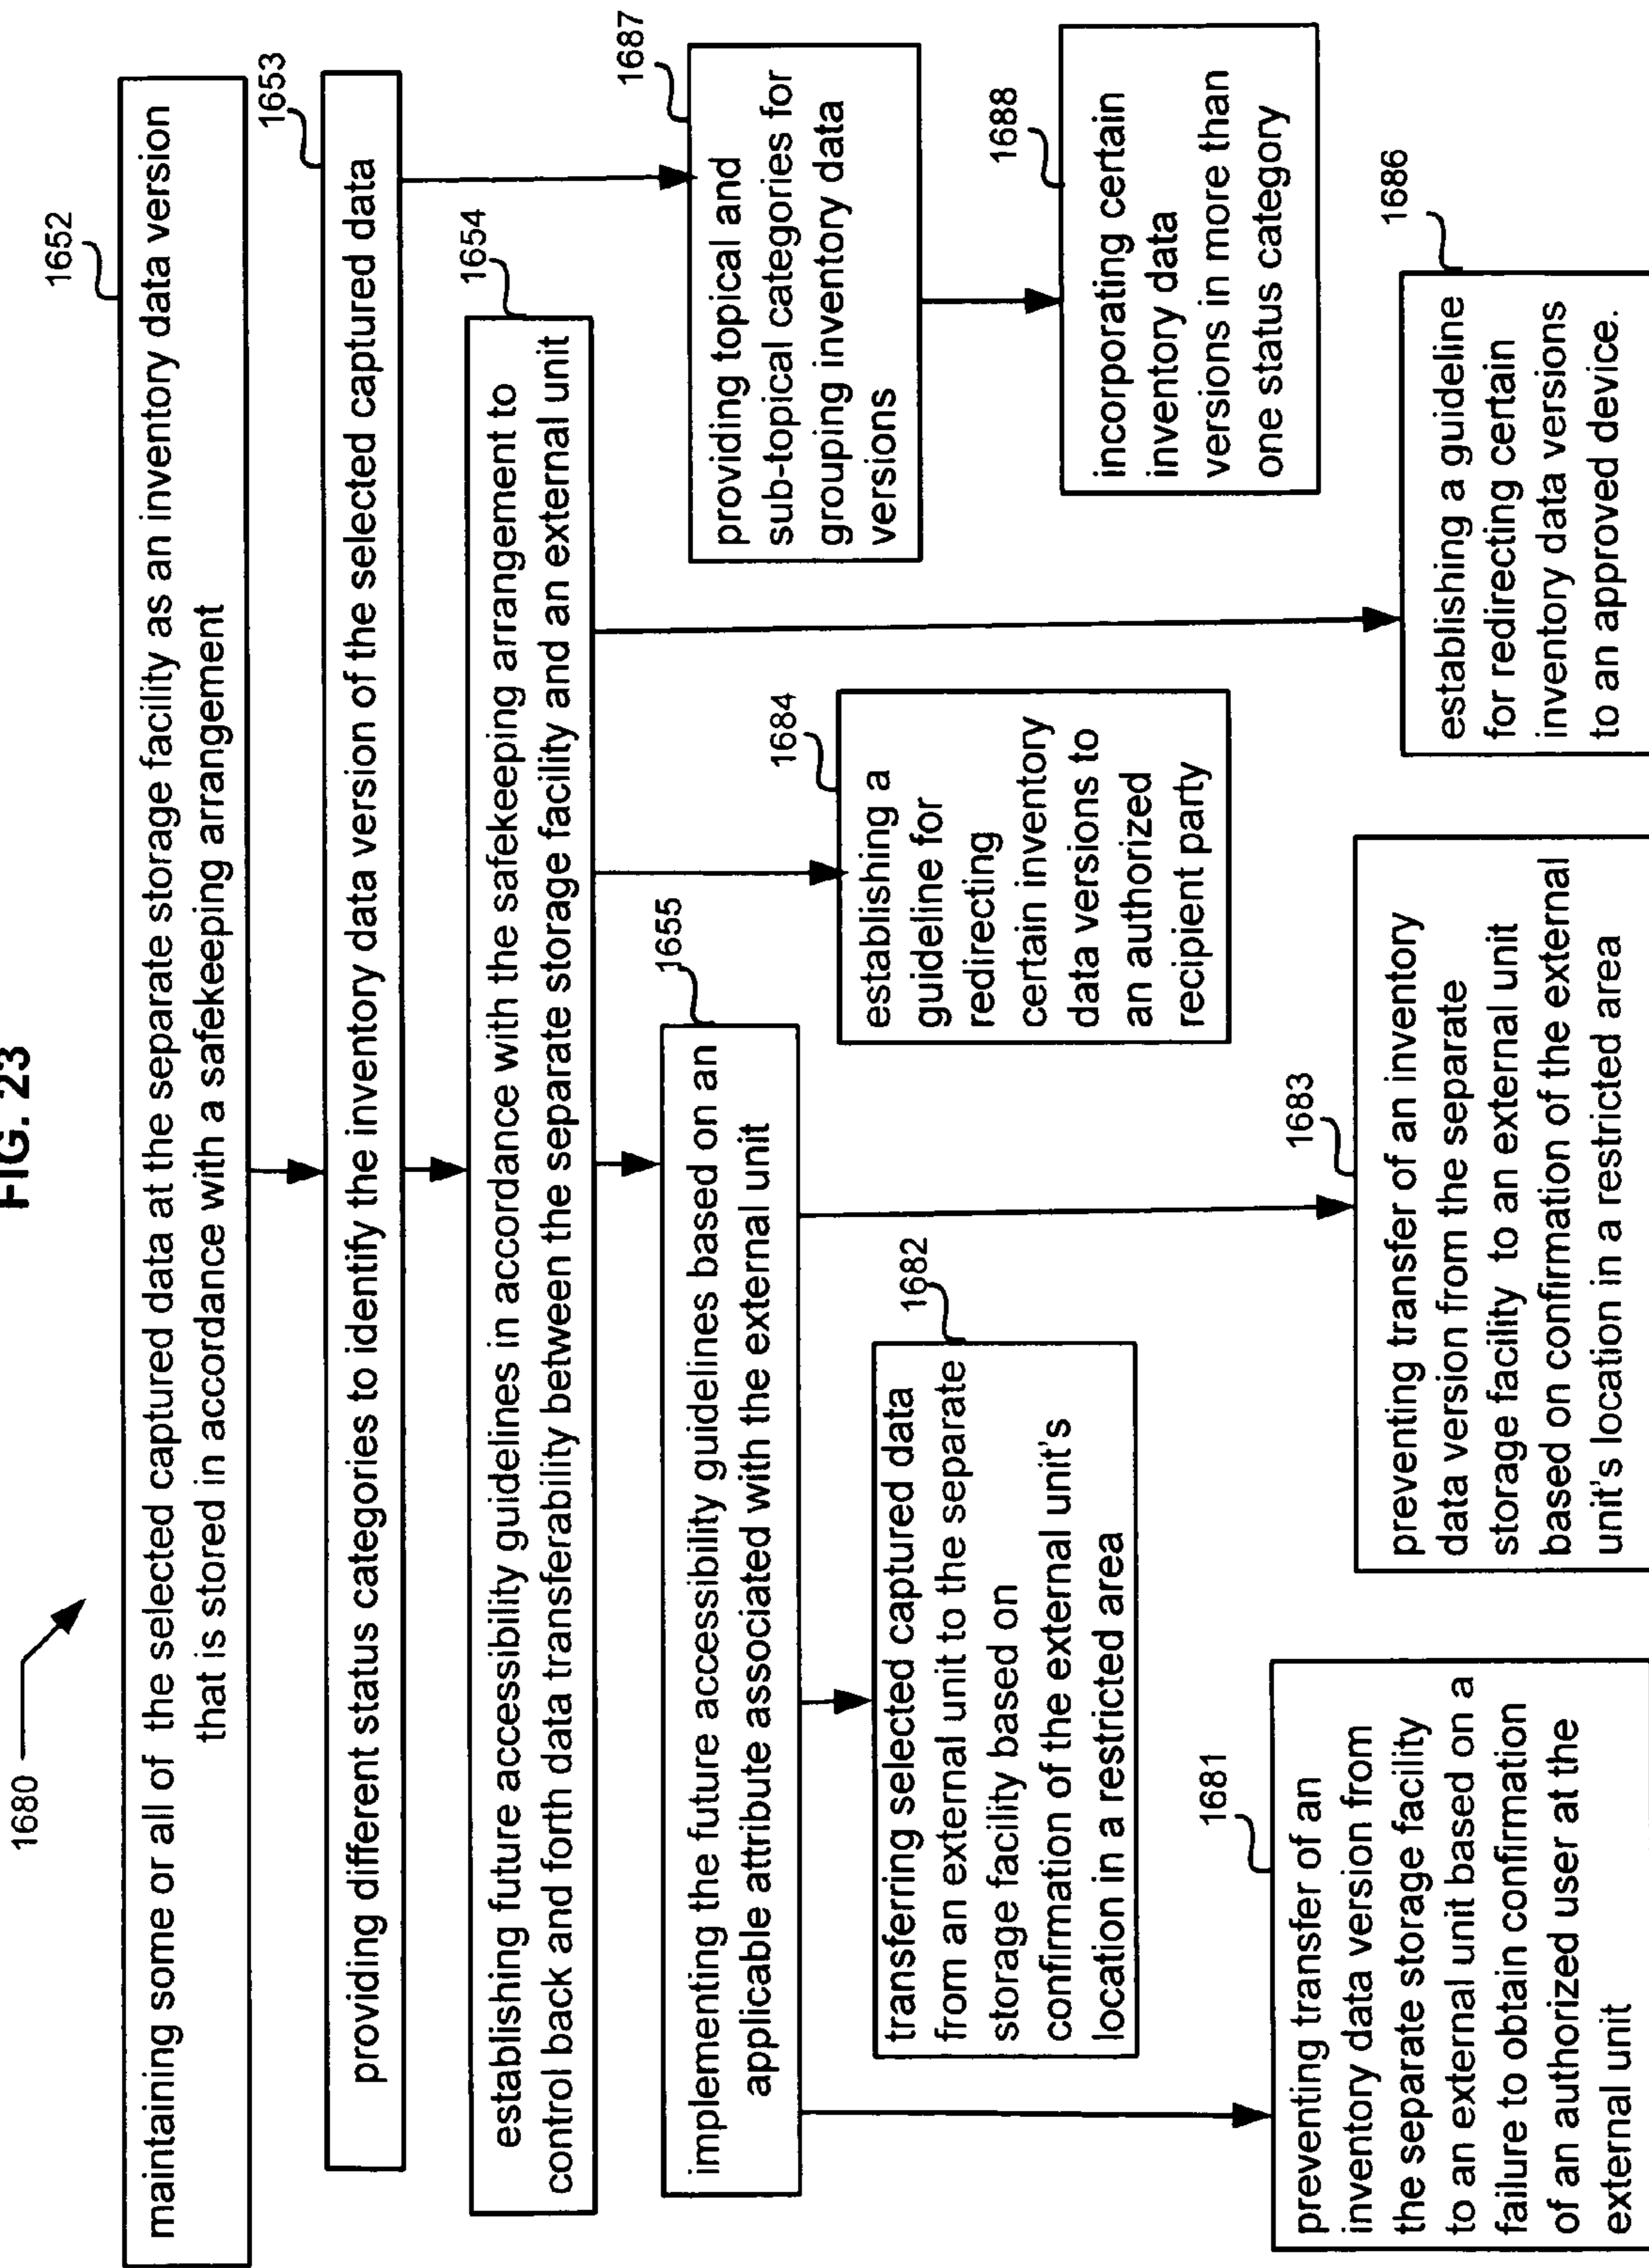 FIG. 23
1680
1652
maintaining some or all of the selected captured data at the separate storage facility as an inventory data version
that is stored in accordance with a safekeeping arrangement
1653
providing different status categories to identify the inventory data version of the selected captured data
1654
establishing future accessibility guidelines in accordance with the safekeeping arrangement to
control back and forth data transferability between the separate storage facility and an external unit
1655
implementing the future accessibility guidelines based on an
applicable attribute associated with the external unit
1687
providing topical and
sub-topical categories for
grouping inventory data
versions
1688
incorporating certain
inventory data
versions in more than
one status category
1684
establishing a
guideline for
redirecting
certain inventory
data versions to
an authorized
recipient party
1686
establishing a guideline
for redirecting certain
inventory data versions
to an approved device.
1682
transferring selected captured data
from an external unit to the separate
storage facility based on
confirmation of the external unit's
location in a restricted area
1681
preventing transfer of an
inventory data version from
the separate storage facility
to an external unit based on a
failure to obtain confirmation
of an authorized user at the
external unit
1683
preventing transfer of an inventory
data version from the separate
storage facility to an external unit
based on confirmation of the external
unit's location in a restricted area